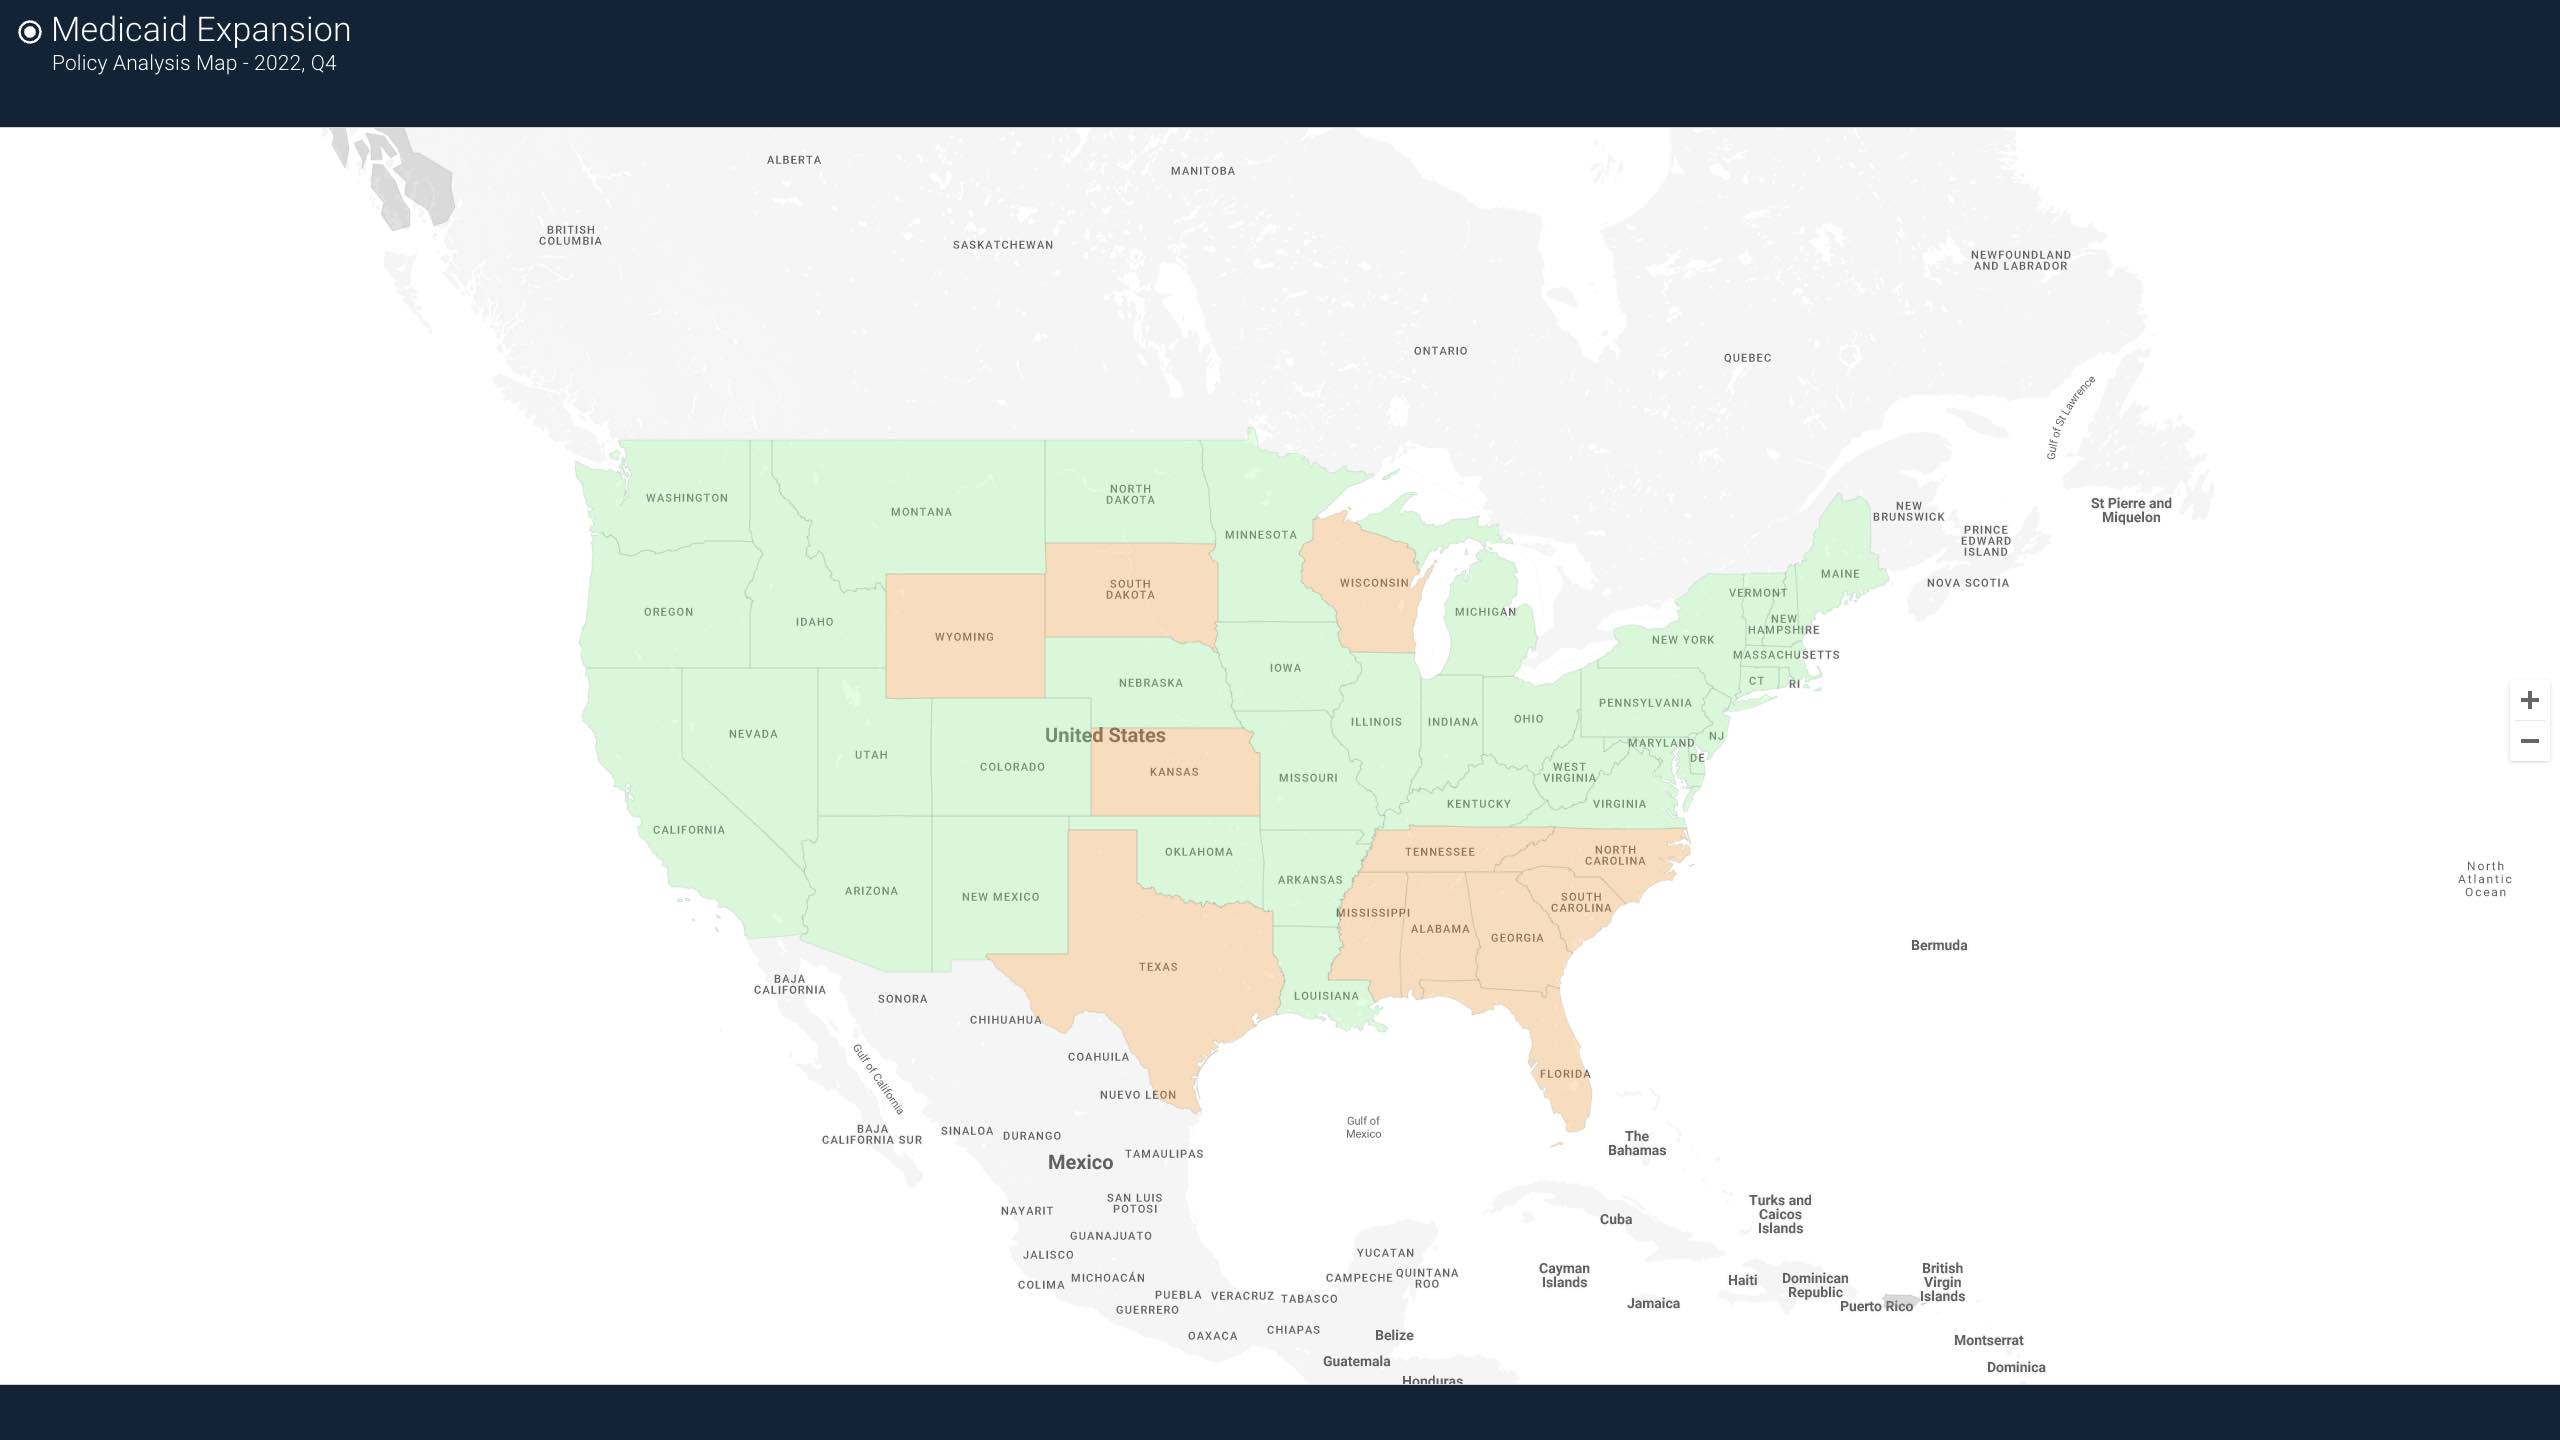 Medicaid Expansion
Policy Analysis Map - 2022, Q4
ALBERTA
MANITOBA
BRITISH
COLUMBIA
SASKATCHEWAN
NEWFOUNDLAND
AND LABRADOR
ONTARIO
QUEBEC
Gulf of St Lawrence
WASHINGTON
MONTANA
NORTH
DAKOTA
MINNESOTA
NEW
BRUNSWICK
St Pierre and
Miquelon
PRINCE
EDWARD
ISLAND
NOVA SCOTIA
MAINE
VERMONT
NEW
HAMPSHIRE
WISCONSIN
SOUTH
DAKOTA
MICHIGAN
OREGON
IDAHO
WYOMING
NEW YORK
MASSACHUSETTS
CT
RI
IOWA
NEBRASKA
PENNSYLVANIA
ILLINOIS
INDIANA
OHIO
NEVADA
United States
NJ
MARYLAND
DE
UTAH
COLORADO
KANSAS
MISSOURI
WEST
VIRGINIA
KENTUCKY
VIRGINIA
CALIFORNIA
OKLAHOMA
TENNESSEE
NORTH
CAROLINA
ARIZONA
NEW MEXICO
ARKANSAS
SOUTH
CAROLINA
MISSISSIPPI
ALABAMA
GEORGIA
North
Atlantic
Ocean
Bermuda
TEXAS
LOUISIANA
BAJA
CALIFORNIA
SONORA
CHIHUAHUA
COAHUILA
Gulf of California
NUEVO LEON
FLORIDA
Gulf of
Mexico
BAJA
CALIFORNIA SUR
SINALOA
DURANGO
TAMAULIPAS
Mexico
The
Bahamas
SAN LUIS
POTOSI
NAYARIT
Turks and
Caicos
Islands
Cuba
GUANAJUATO
JALISCO
YUCATAN
COLIMA
MICHOACÁN
CAMPECHE
QUINTANA
ROO
Cayman
Islands
Haiti
Dominican
Republic
British
Virgin
Islands
PUEBLA
VERACRUZ
TABASCO
GUERRERO
Jamaica
Puerto Rico
OAXACA
CHIAPAS
Belize
Montserrat
Guatemala
Dominica
Honduras